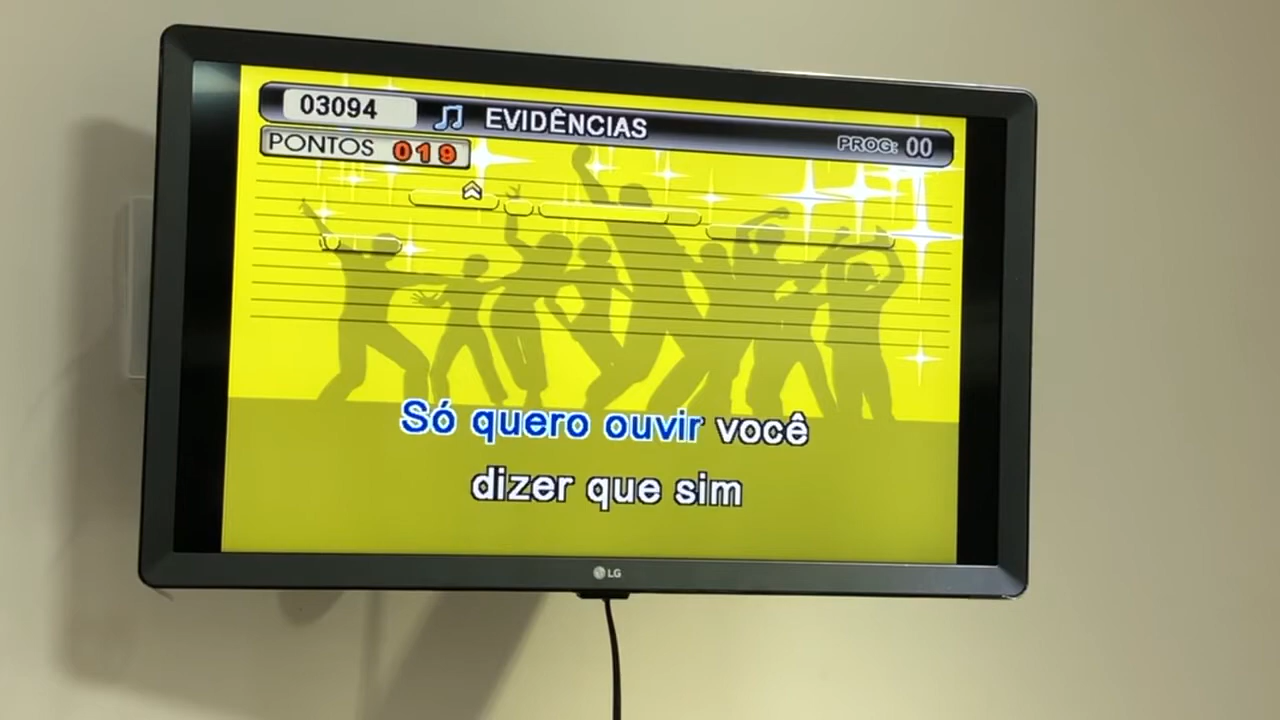 03094 EVIDÊNCIAS PROG: 00
PONTOS 019
Só quero ouvir você
dizer que sim
LG